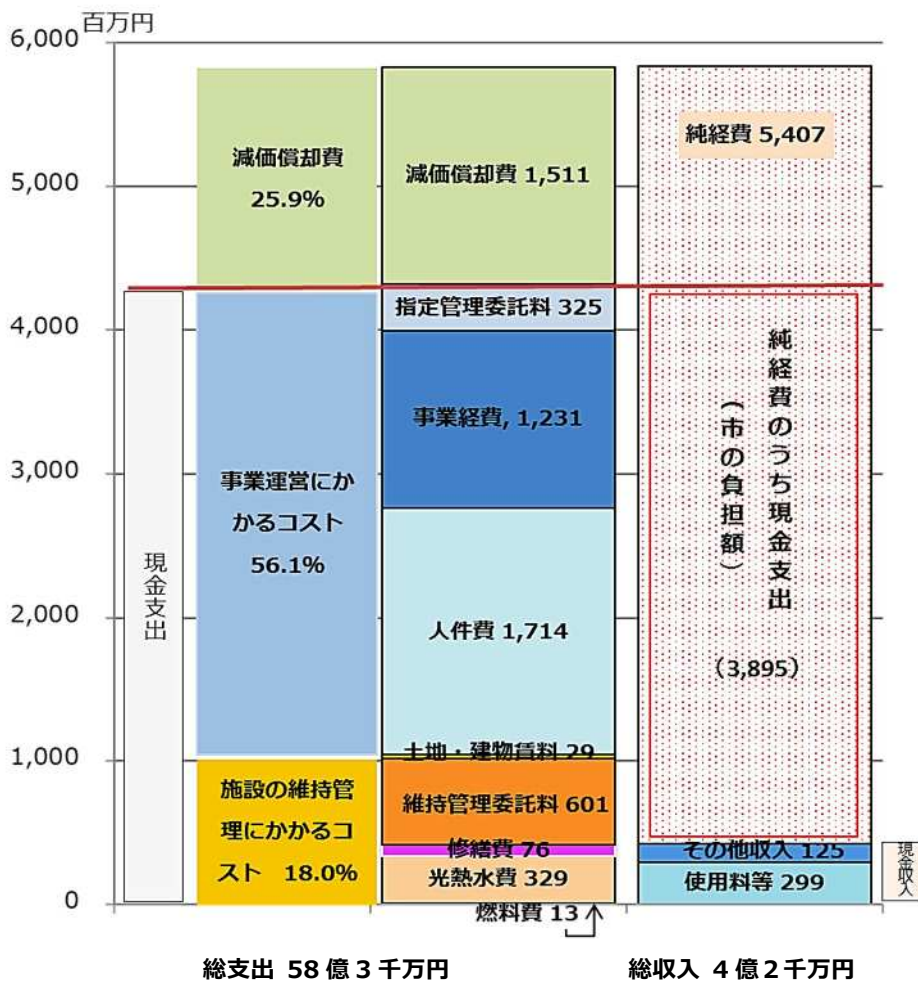 百万円
6,000
5,000
4,000
3,000
2,000
1,000
0
現金支出
減価償却費
25.9%
事業運営にか
かるコスト
56.1%
施設の維持管
理にかかるコ
スト 18.0%
減価償却費 1,511
指定管理委託料 325
事業経費, 1,231
人件費 1,714
土地・建物賃料 29
維持管理委託料 601
修繕費 76
光熱水費 329
燃料費 13
純経費 5,407
純経費のうち現金支出
（市の負担額）
（3,895）
その他収入 125
使用料等 299
現金収入
総支出 58億3千万円
総収入 4億2千万円